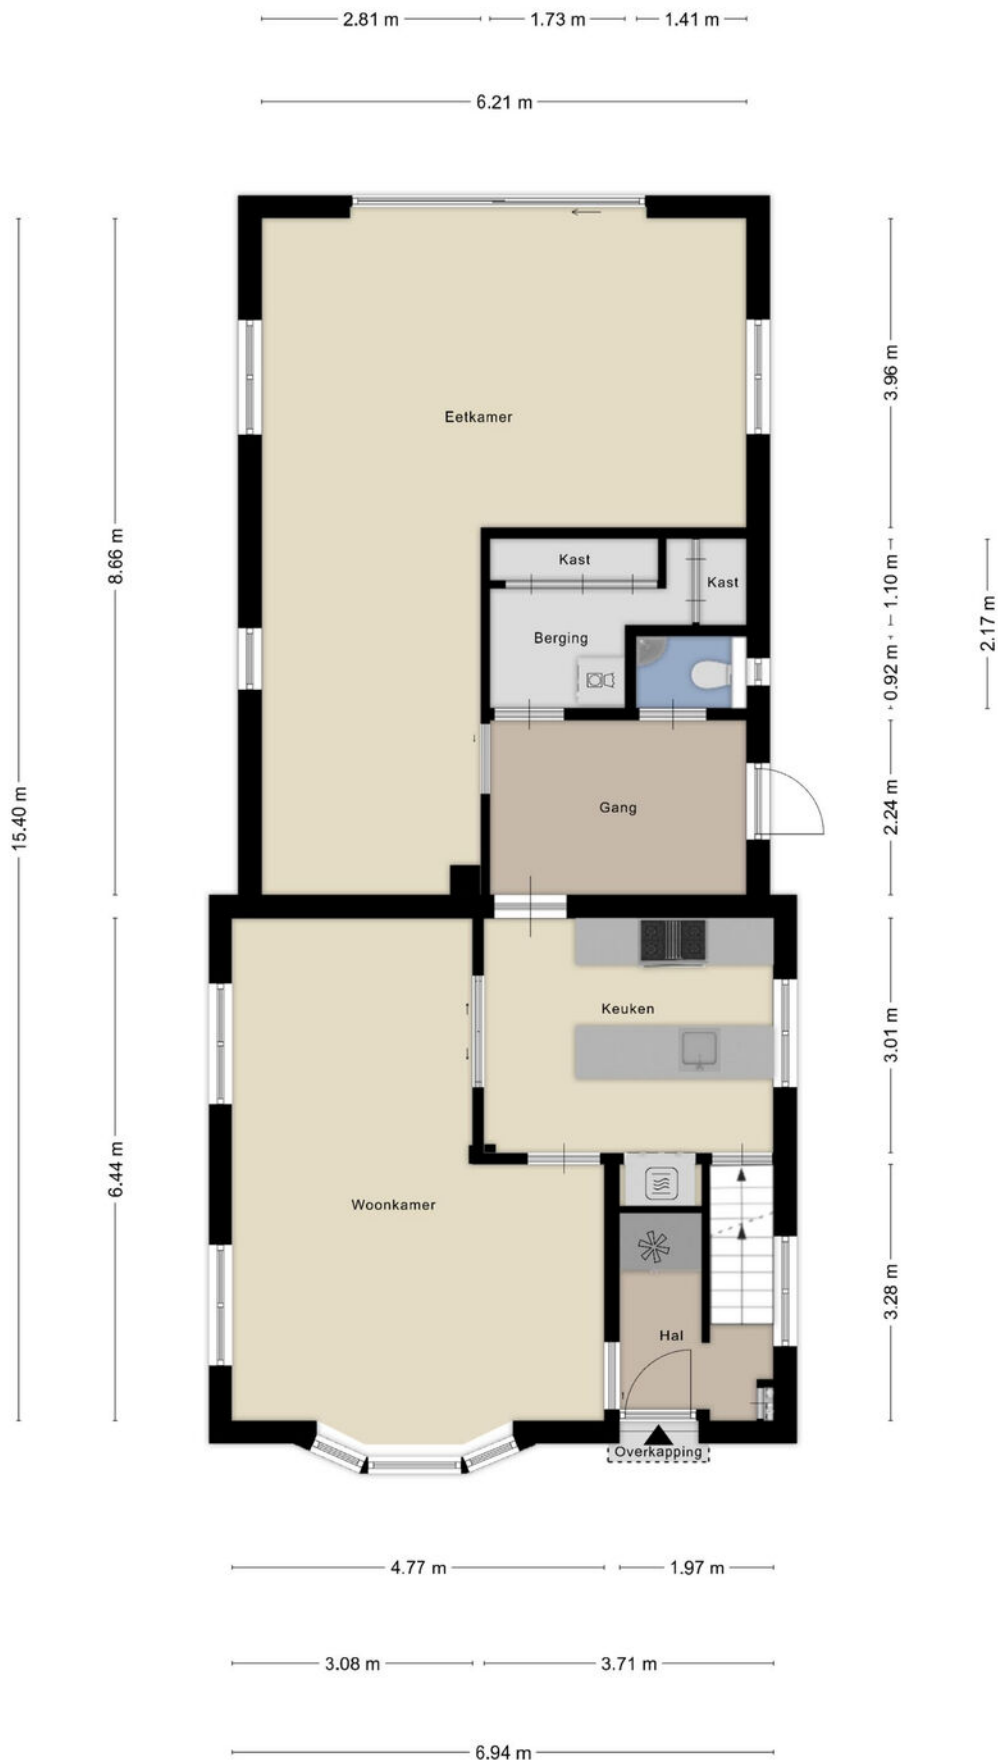 2.81 m
1.73 m
1.41 m
6.21 m
3.96 m
Eetkamer
8.66 m
Kast
Kast
1.10 m
2.17 m
Berging
0.92 m
15.40 m
Gang
2.24 m
Keuken
3.01 m
6.44 m
Woonkamer
3.28 m
Hal
Overkapping
4.77 m
1.97 m
3.08 m
3.71 m
6.94 m